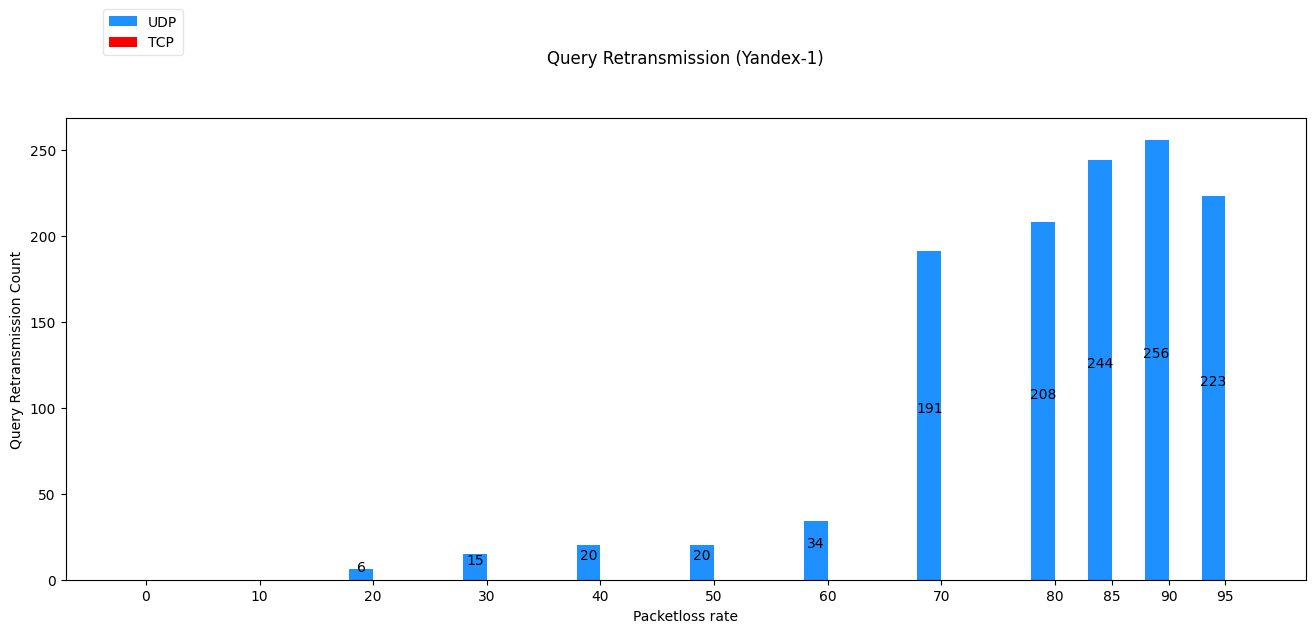 UDP
TCP
Query Retransmission (Yandex-1)
Query Retransmission Count
250
200
150
100
50
0
6
15
20
20
34
191
208
244
256
223
0 10 20 30 40 50 60 70 80 85 90 95
Packetloss rate